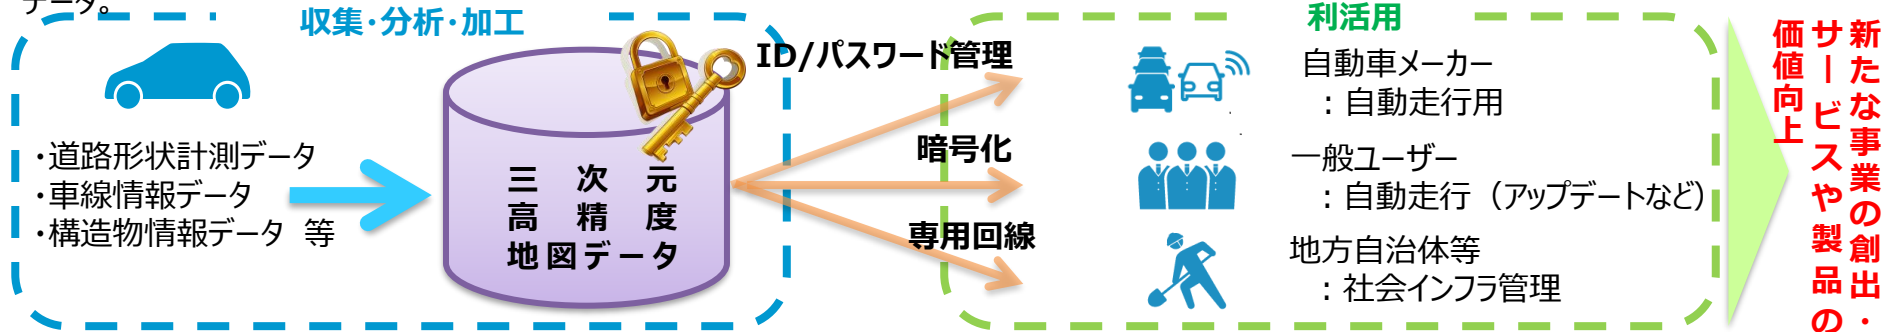 データ。
収集・分析・加工
・道路形状計測データ
・車線情報データ
・構造物情報データ 等
三次元
高精度
地図データ
ID/パスワード管理
暗号化
専用回線
利活用
自動車メーカー
：自動走行用
一般ユーザー
：自動走行（アップデートなど）
地方自治体等
：社会インフラ管理
新たな事業の創出・
サービスや製品の
価値向上